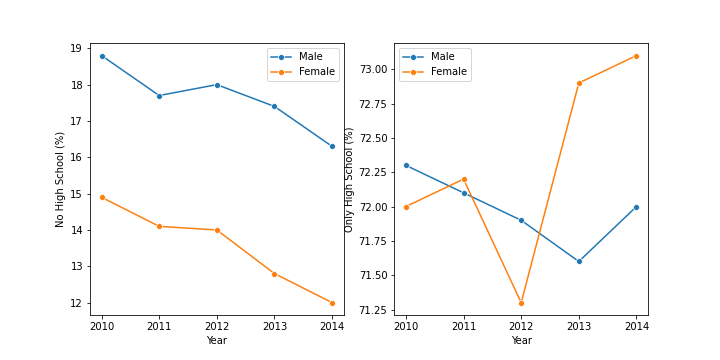 No High School (%)
19
18
17
16
15
14
13
12
2010 2011 2012 2013 2014
Year
Male
Female
Only High School (%)
73.00
72.75
72.50
72.25
72.00
71.75
71.50
71.25
2010 2011 2012 2013 2014
Year
Male
Female